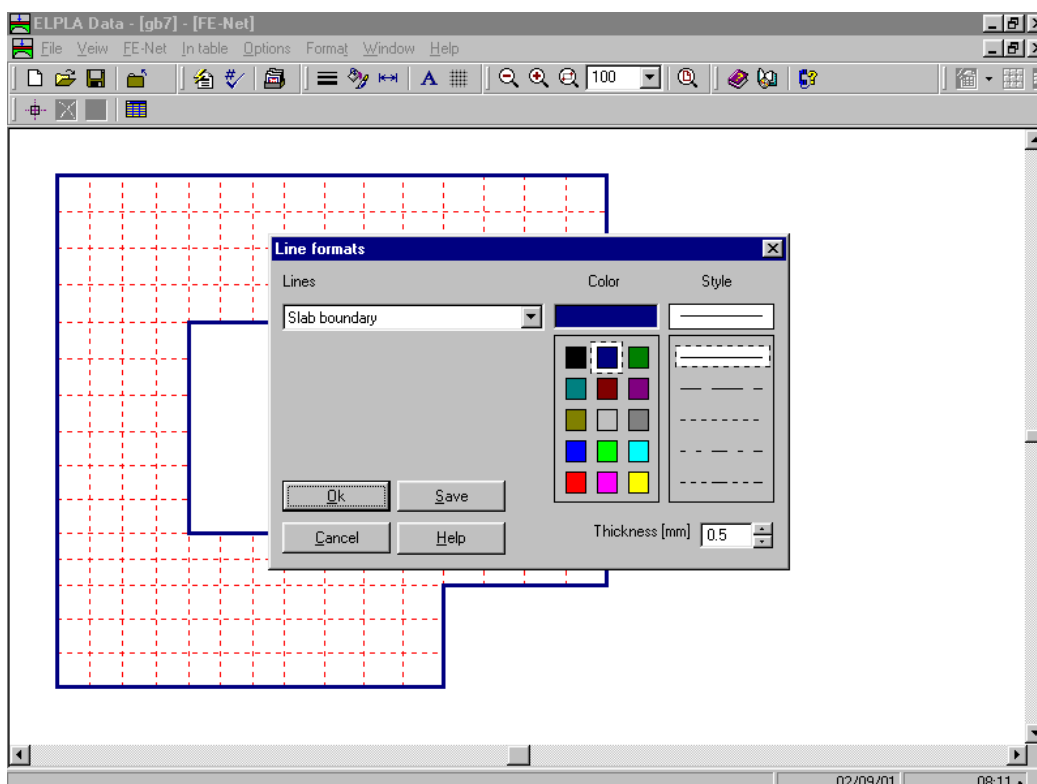 ELPLA Data - [gb7] - [FE-Net]
File Veiw FE-Net In table Options Format Window Help
A 100
Line formats
Lines Color Style
Slab boundary
Ok Save
Cancel Help
Thickness [mm] 0.5
02/09/01 08:11